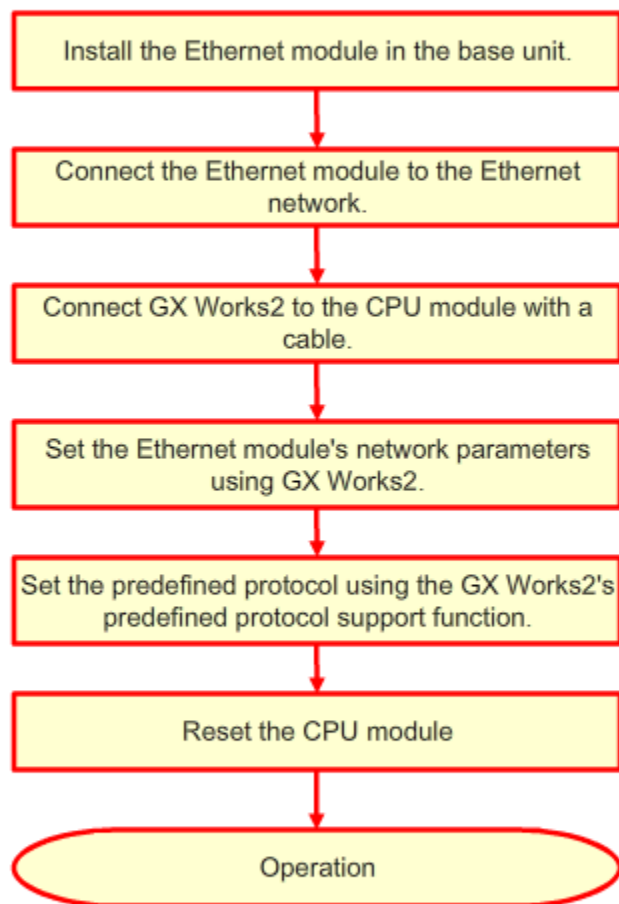 Install the Ethernet module in the base unit.
Connect the Ethernet module to the Ethernet
network.
Connect GX Works2 to the CPU module with a
cable.
Set the Ethernet module's network parameters
using GX Works2.
Set the predefined protocol using the GX Works2's
predefined protocol support function.
Reset the CPU module
Operation